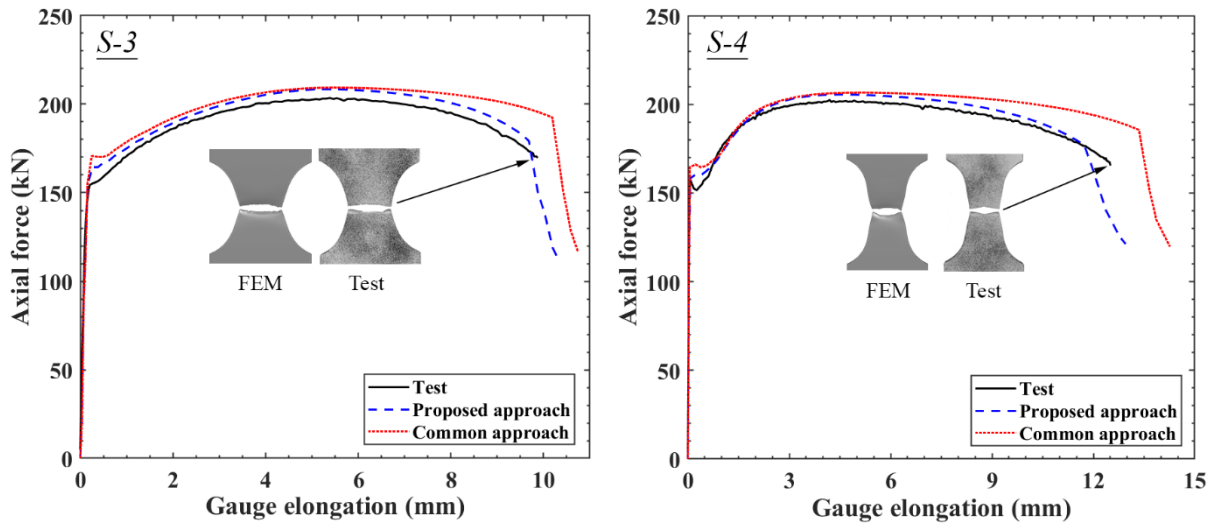 S-3
250
200
150
100
50
0
Axial force (kN)
FEM
Test
Test
Proposed approach
Common approach
0
2
4
6
8
10
Gauge elongation (mm)
S-4
250
200
150
100
50
0
Axial force (kN)
FEM
Test
Test
Proposed approach
Common approach
0
3
6
9
12
15
Gauge elongation (mm)